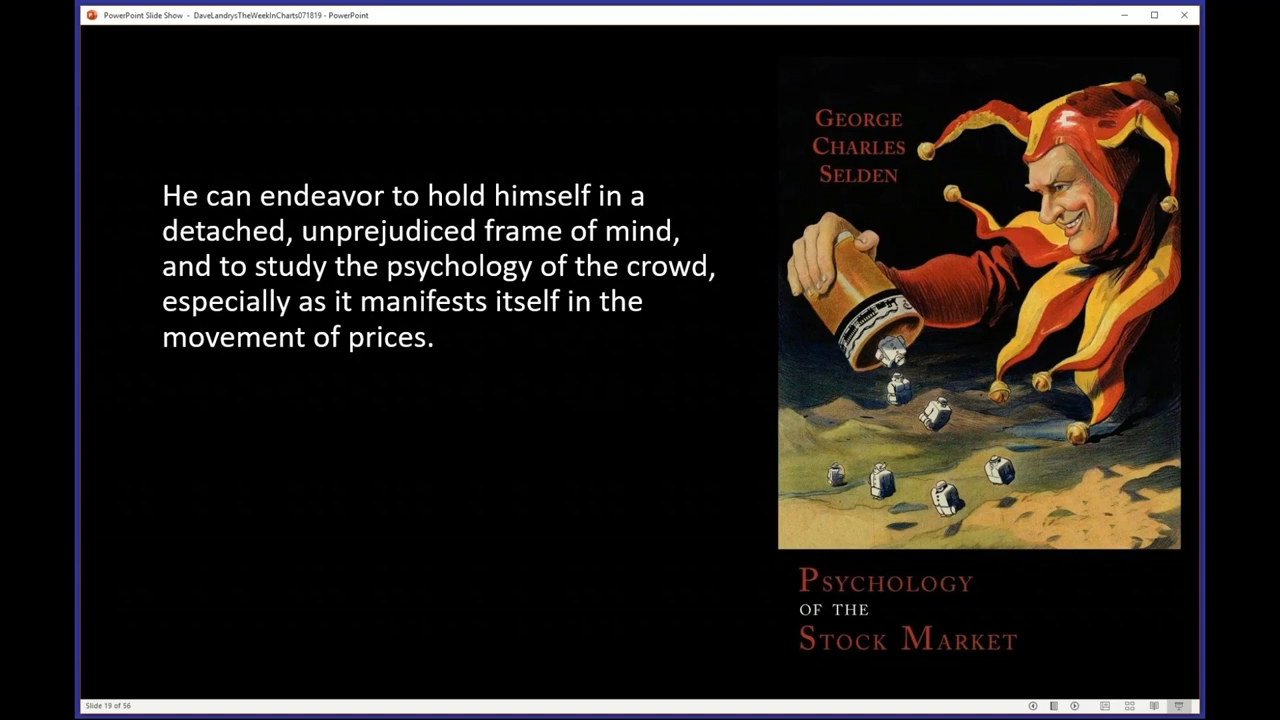 PowerPoint Slide Show - DaveLandrysTheWeekInCharts071819 - PowerPoint
He can endeavor to hold himself in a
detached, unprejudiced frame of mind,
and to study the psychology of the crowd,
especially as it manifests itself in the
movement of prices.
GEORGE
CHARLES
SELDEN
PSYCHOLOGY
OF THE
STOCK MARKET
Slide 19 of 56